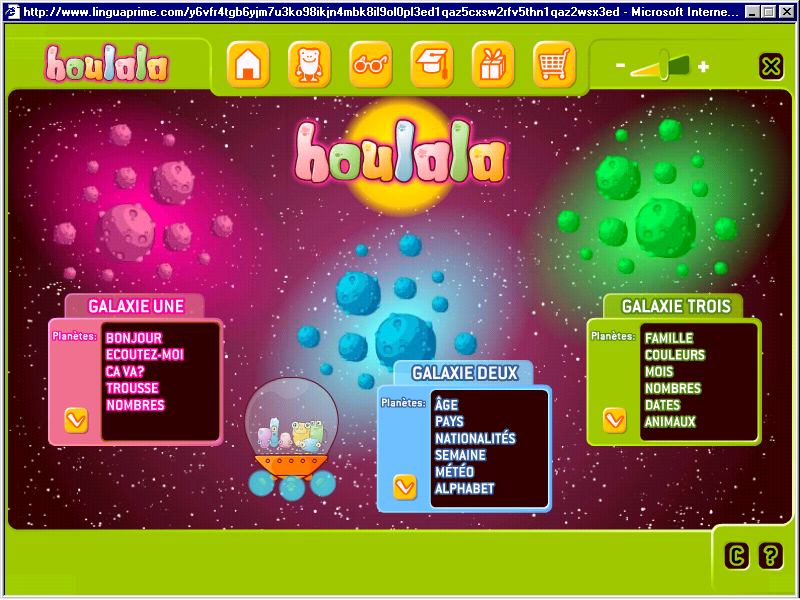 http://www.linguaprime.com/y6vfr4tgb6yjm7u3ko98ikjn4mbk8il9ol0pl3ed1qaz5cxsw2rfv5thn1qaz2wsx3ed - Microsoft Interne...
houlala
- +
houlala
GALAXIE UNE
Planètes:
BONJOUR
ECOUTEZ-MOI
CA VA?
TROUSSE
NOMBRES
GALAXIE DEUX
Planètes:
ÂGE
PAYS
NATIONALITÉS
SEMAINE
MÉTÉO
ALPHABET
GALAXIE TROIS
Planètes:
FAMILLE
COULEURS
MOIS
NOMBRES
DATES
ANIMAUX
C ?